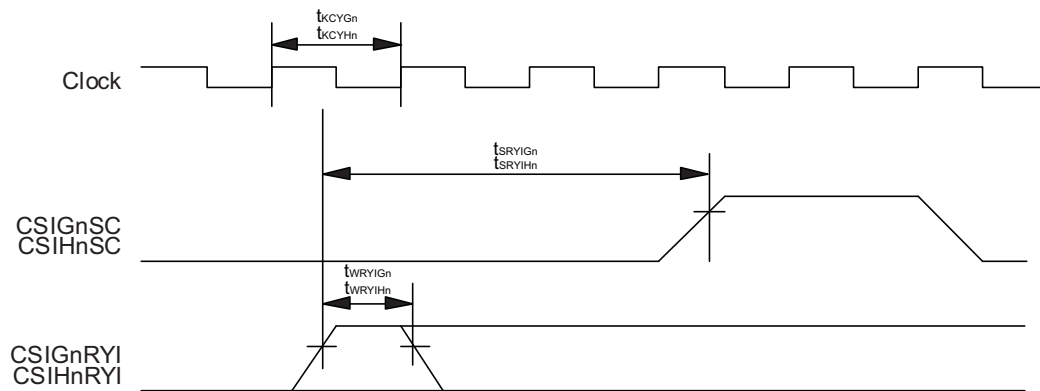 tKCYGn
tKCYHn
Clock
tSRYIGn
tSRYIHn
CSIGnSC
CSIHnSC
tWRYIGn
tWRYIHn
CSIGnRYI
CSIHnRYI